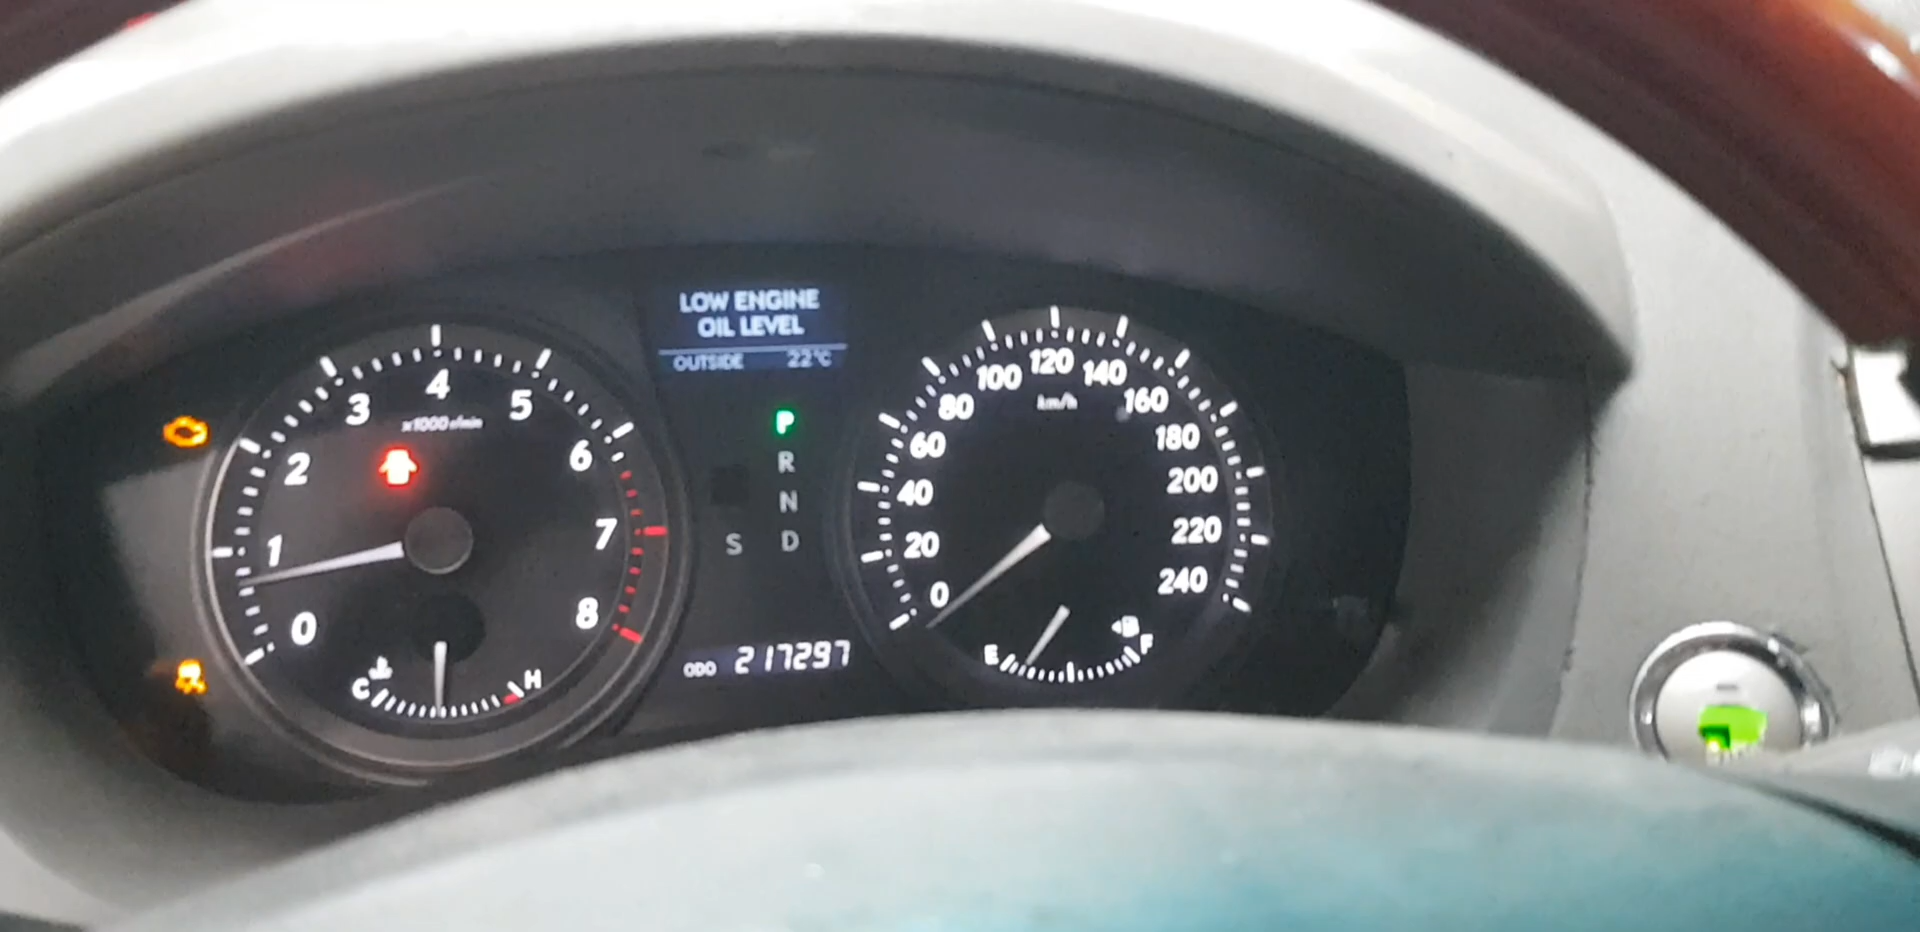 LOW ENGINE
OIL LEVEL
OUTSIDE 22°C
0 1 2 3 4 5 6 7 8
x1000 r/min
C H
P
R
N
S D
ODO 217297
0 20 40 60 80 100 120 140 160 180 200 220 240
km/h
E F